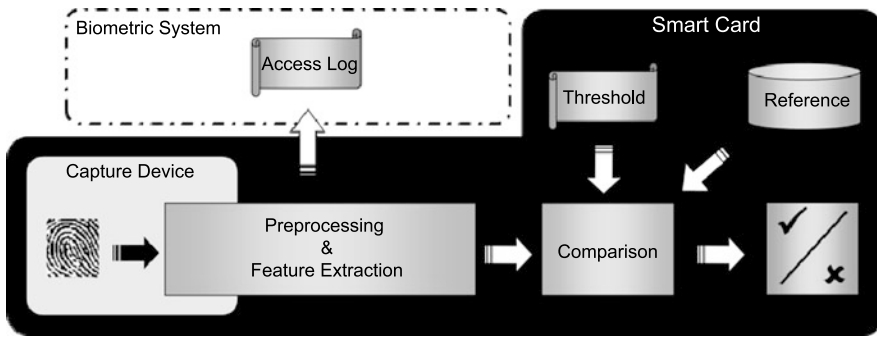 Biometric System
Access Log
Smart Card
Threshold
Reference
Capture Device
Preprocessing
&
Feature Extraction
Comparison